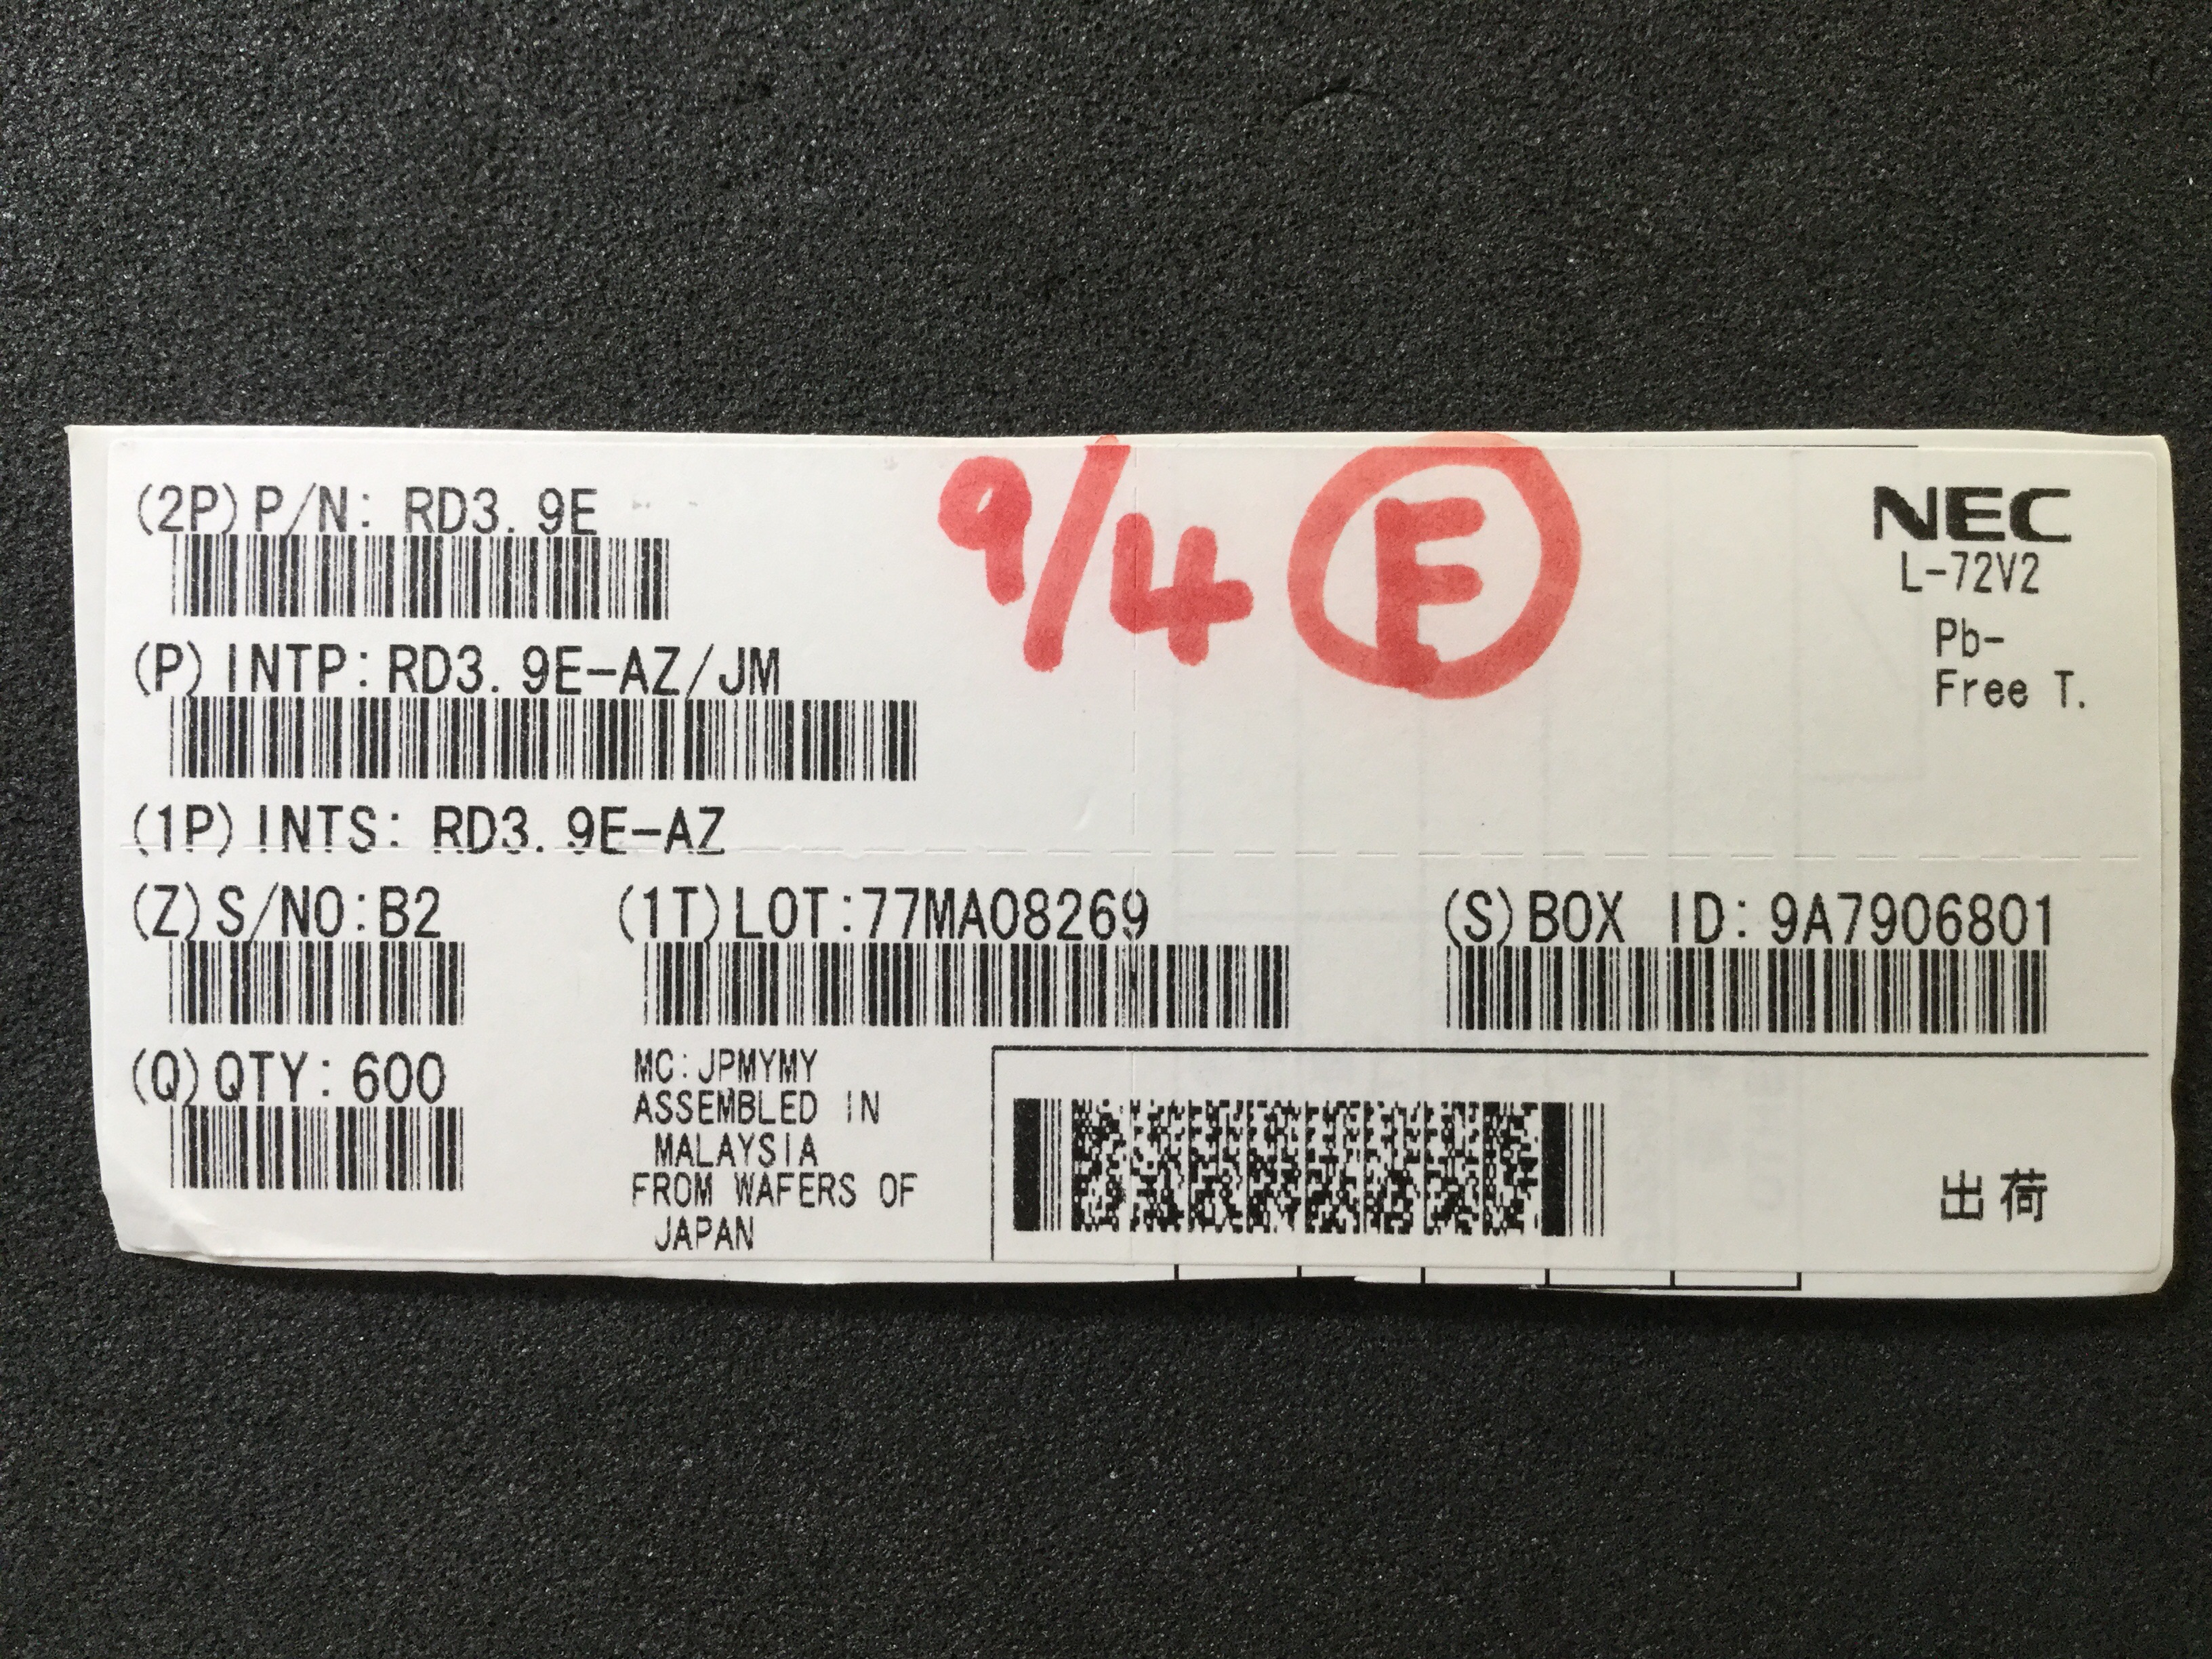 (2P) P/N: RD3.9E
9/4 F
NEC
L-72V2
Pb-
Free T.
(P) INTP:RD3.9E-AZ/JM
(1P) INTS: RD3.9E-AZ
(Z) S/NO:B2
(1T) LOT:77MA08269
(S) BOX ID: 9A7906801
(Q) QTY: 600
MC:JPMYMY
ASSEMBLED IN
MALAYSIA
FROM WAFERS OF
JAPAN
出荷